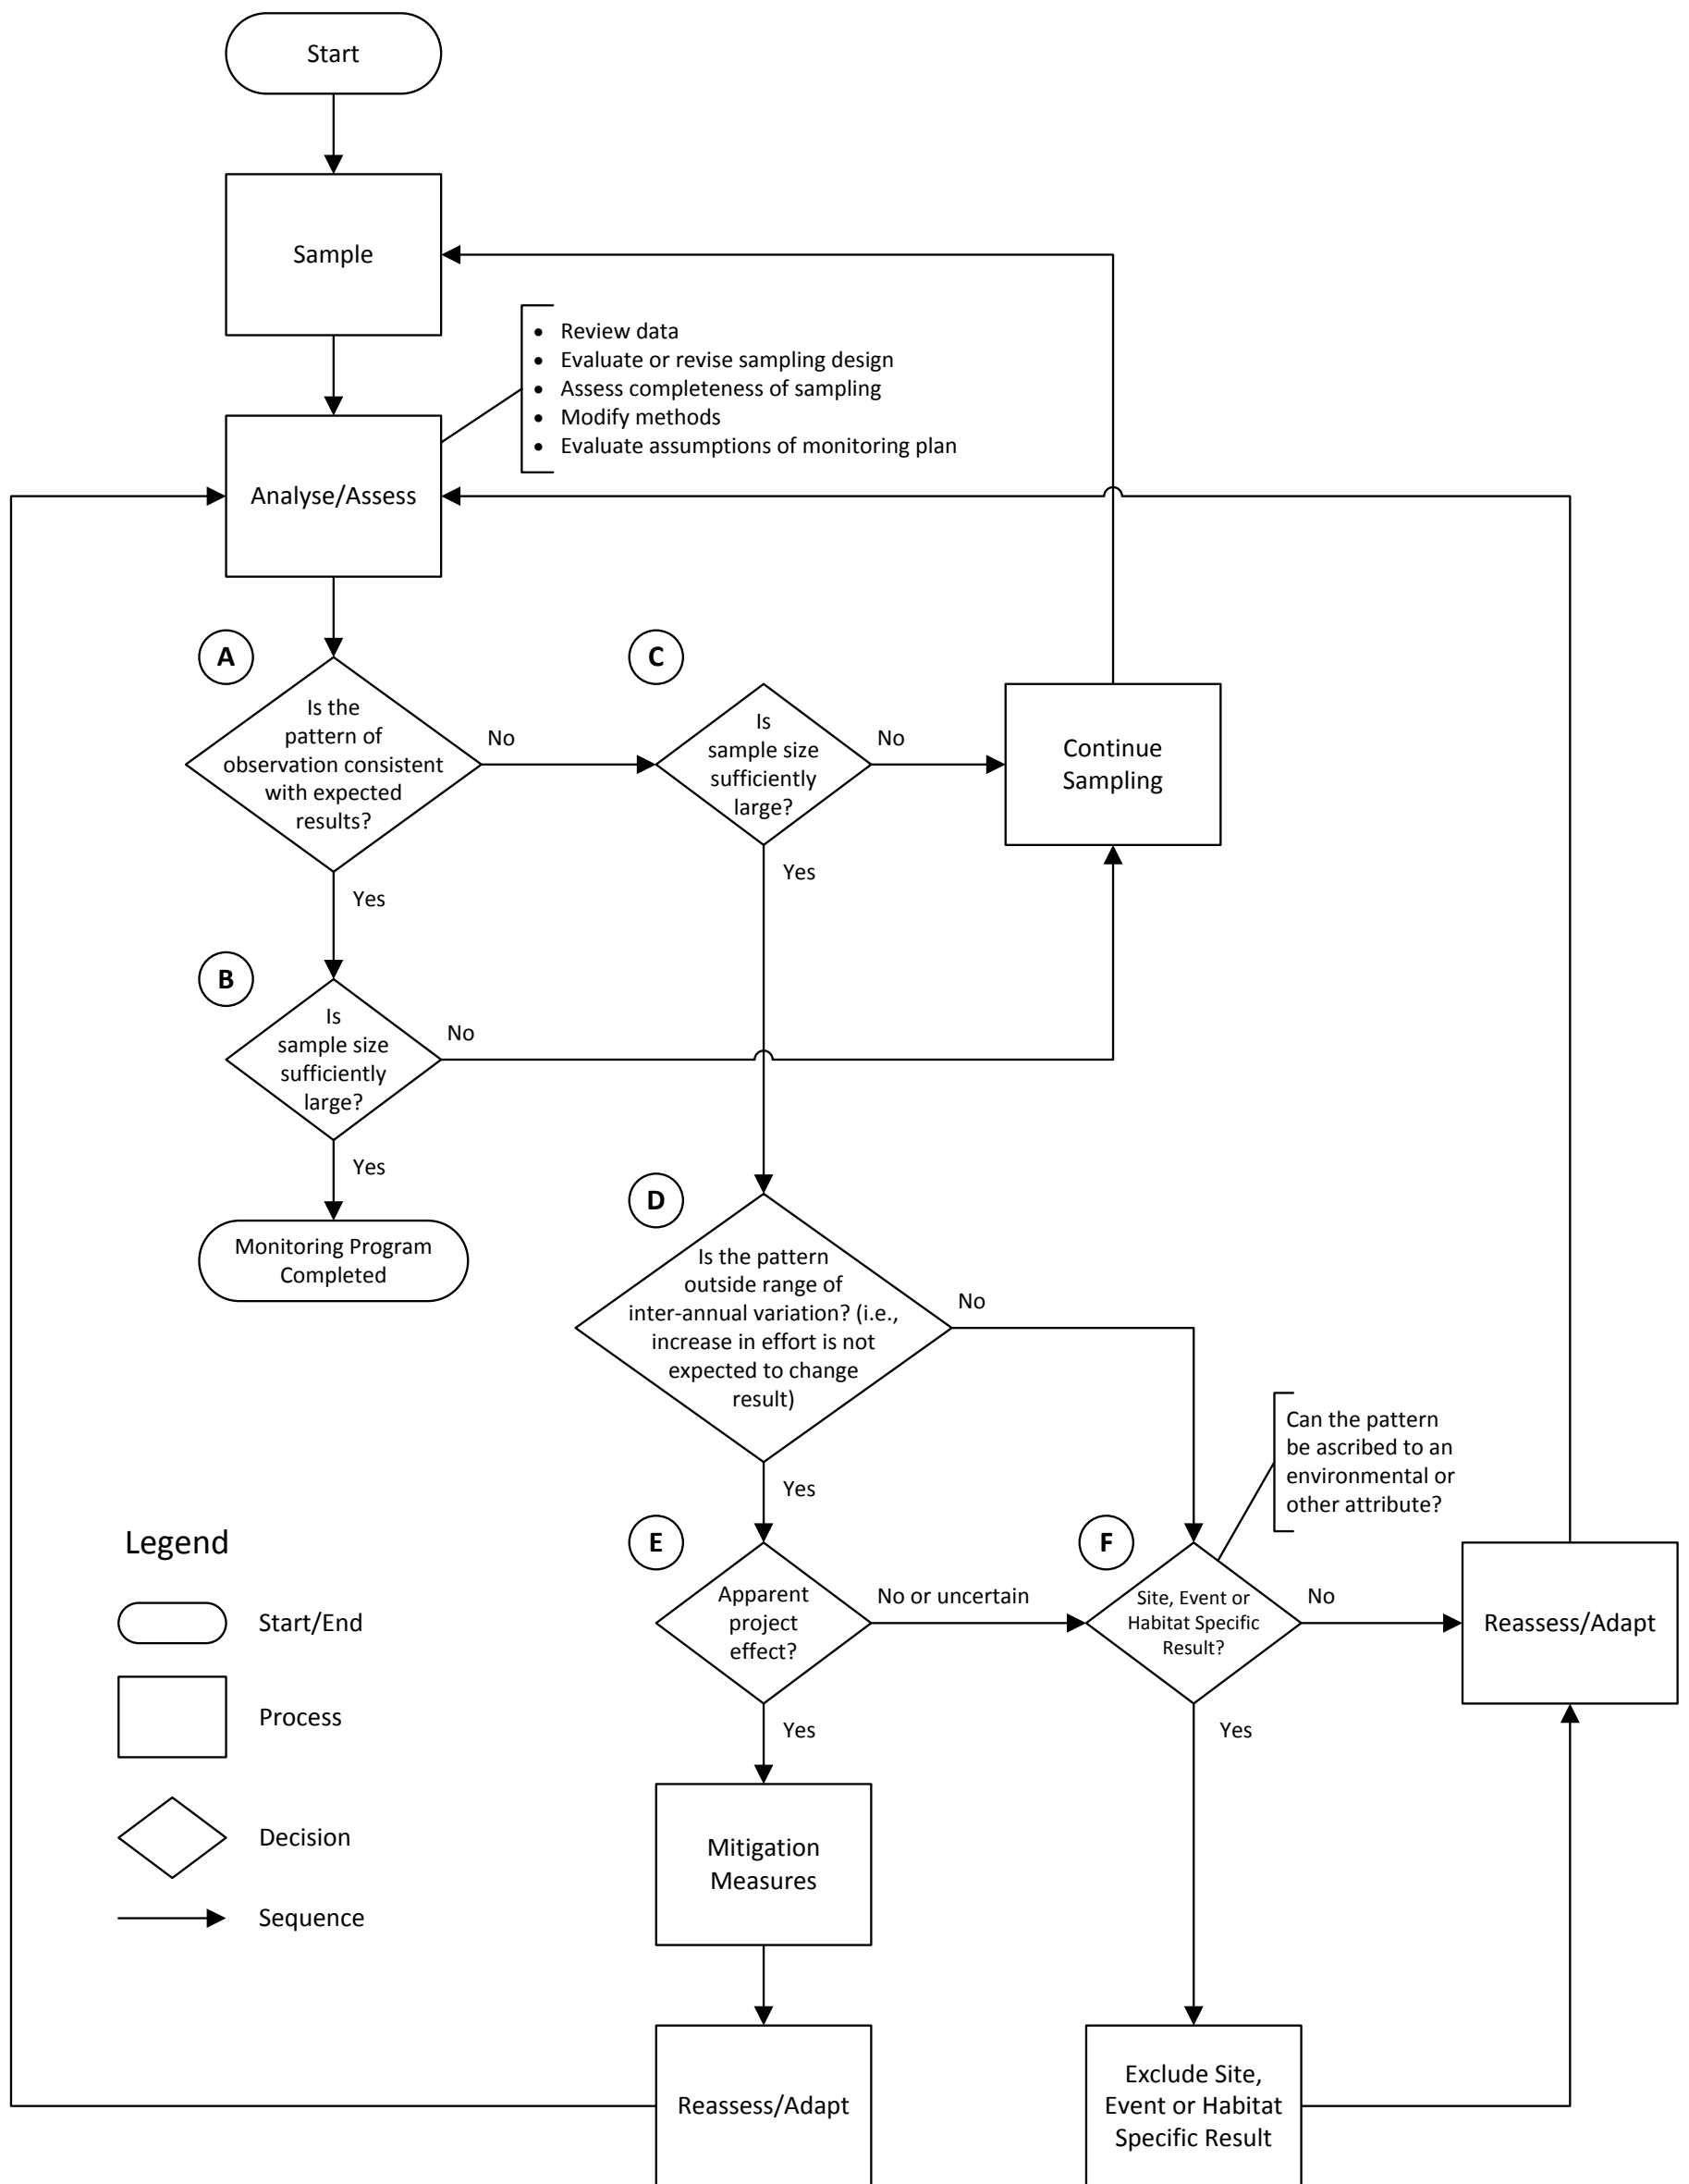 Start
Sample
• Review data
• Evaluate or revise sampling design
• Assess completeness of sampling
• Modify methods
• Evaluate assumptions of monitoring plan
Analyse/Assess
A
Is the
pattern of
observation consistent
with expected
results?
No
Yes
C
Is
sample size
sufficiently
large?
No
Yes
Continue
Sampling
B
Is
sample size
sufficiently
large?
No
Yes
Monitoring Program
Completed
D
Is the pattern
outside range of
inter-annual variation? (i.e.,
increase in effort is not
expected to change
result)
No
Yes
Can the pattern
be ascribed to an
environmental or
other attribute?
E
Apparent
project
effect?
No or uncertain
Yes
F
Site, Event or
Habitat Specific
Result?
No
Yes
Reassess/Adapt
Mitigation
Measures
Reassess/Adapt
Exclude Site,
Event or Habitat
Specific Result
Legend
Start/End
Process
Decision
Sequence